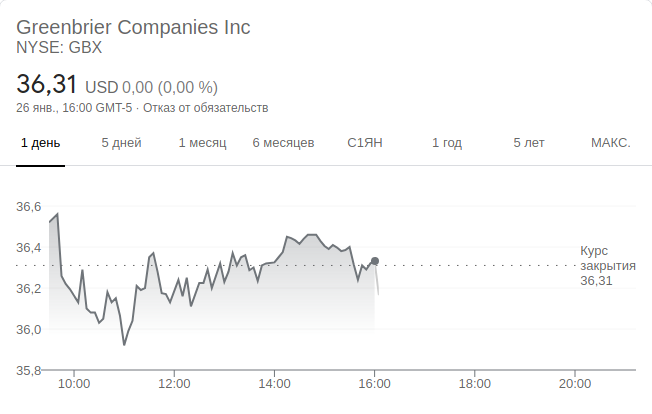 Greenbrier Companies Inc
NYSE: GBX
36,31 USD 0,00 (0,00 %)
26 янв., 16:00 GMT-5 · Отказ от обязательств
1 день 5 дней 1 месяц 6 месяцев С1ЯН 1 год 5 лет МАКС.
36,6
36,4
Курс
закрытия
36,31
36,2
36,0
35,8
10:00 12:00 14:00 16:00 18:00 20:00